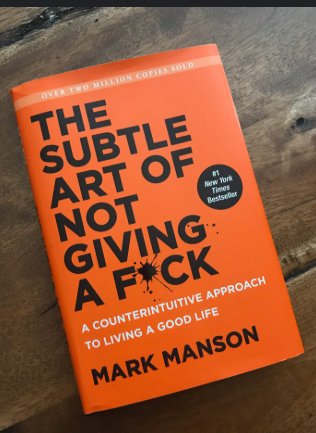 OVER TWO MILLION COPIES SOLD
THE
SUBTLE
ART OF
NOT
GIVING
A F*CK
#1
New York
Times
Bestseller
A COUNTERINTUITIVE APPROACH
TO LIVING A GOOD LIFE
MARK MANSON